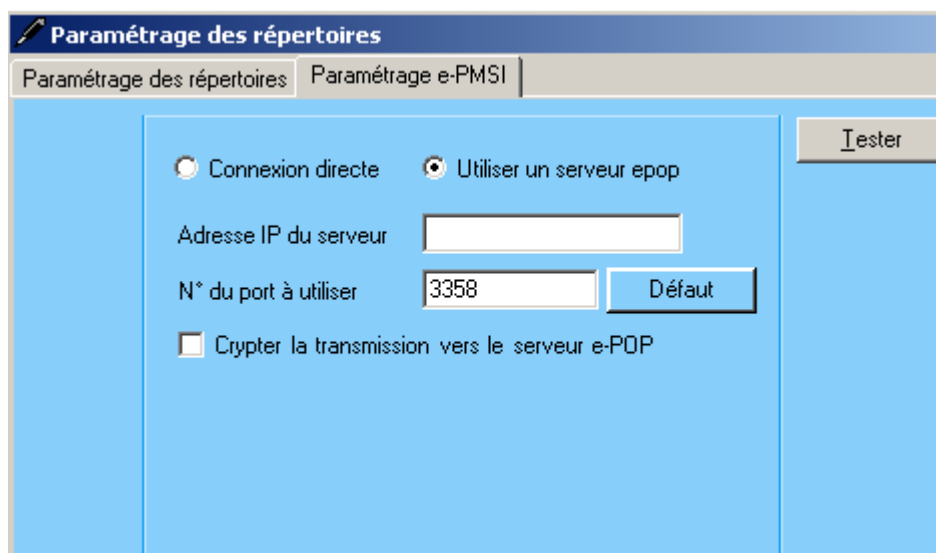 Paramétrage des répertoires
Paramétrage des répertoires Paramétrage e-PMSI
Tester
Connexion directe Utiliser un serveur epop
Adresse IP du serveur
N° du port à utiliser 3358 Défaut
Crypter la transmission vers le serveur e-POP